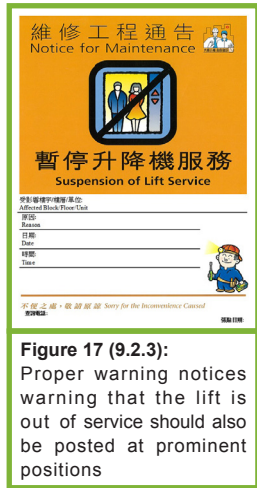 維修工程通告
Notice for Maintenance
暫停升降機服務
Suspension of Lift Service
受影響樓宇/樓層/單位:
Affected Block/Floor/Unit
原因:
Reason
日期:
Date
時間:
Time
不便之處，敬請原諒 Sorry for the Inconvenience Caused
查詢電話:
張貼日期:
Figure 17 (9.2.3):
Proper warning notices
warning that the lift is
out of service should also
be posted at prominent
positions